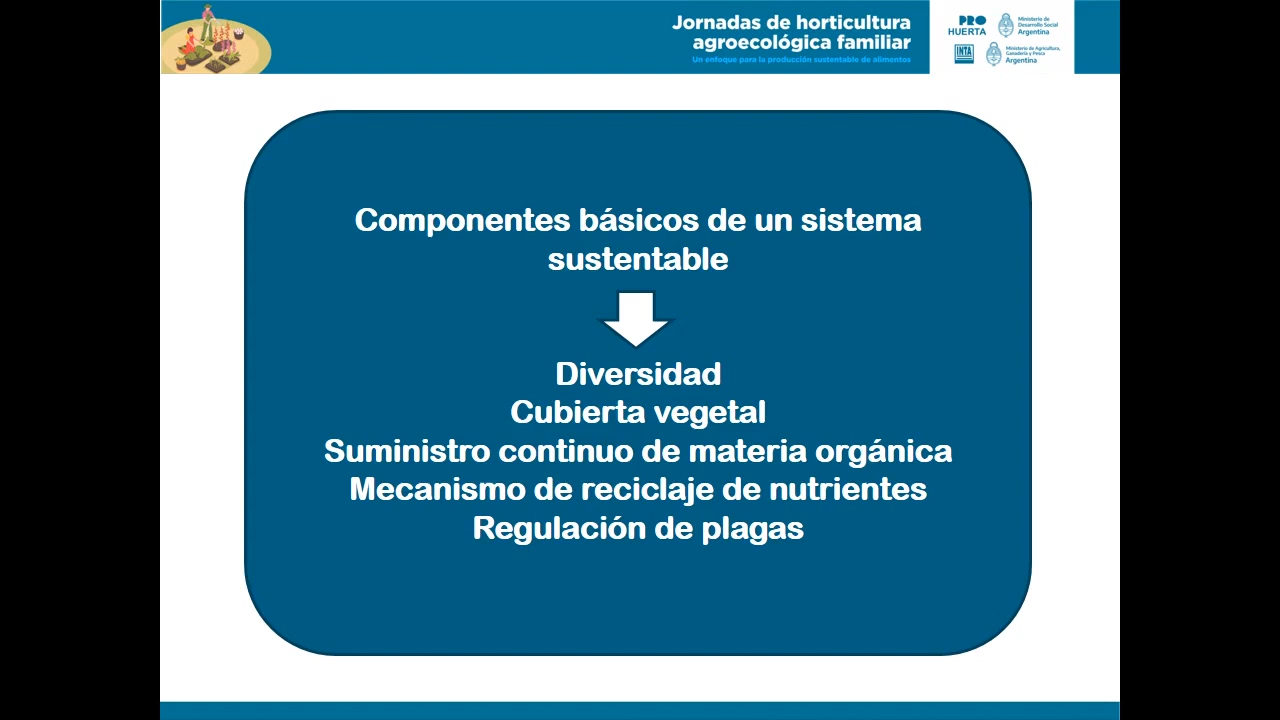 Jornadas de horticultura
agroecológica familiar
Un enfoque para la producción sustentable de alimentos
PRO
HUERTA
Ministerio de
Desarrollo Social
Argentina
INTA
Ministerio de Agricultura,
Ganadería y Pesca
Argentina
Componentes básicos de un sistema
sustentable
Diversidad
Cubierta vegetal
Suministro continuo de materia orgánica
Mecanismo de reciclaje de nutrientes
Regulación de plagas